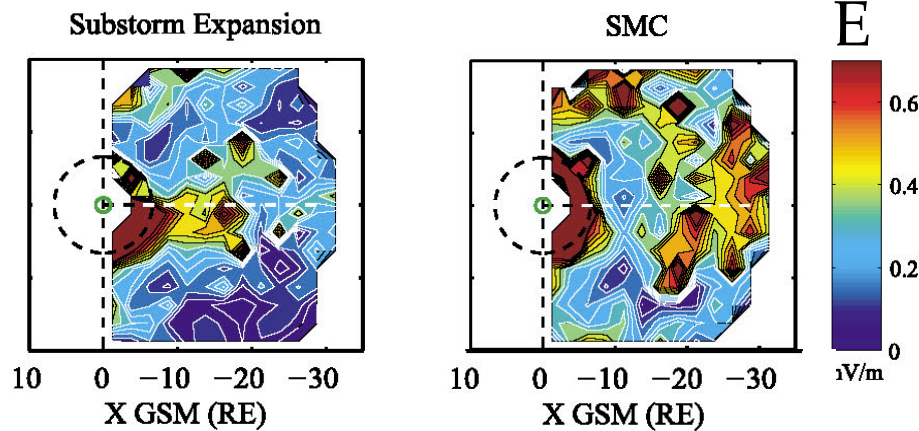 Substorm Expansion
SMC
E
0.6
0.4
0.2
0
ıV/m
10 0 −10 −20 −30
10 0 −10 −20 −30
X GSM (RE)
X GSM (RE)